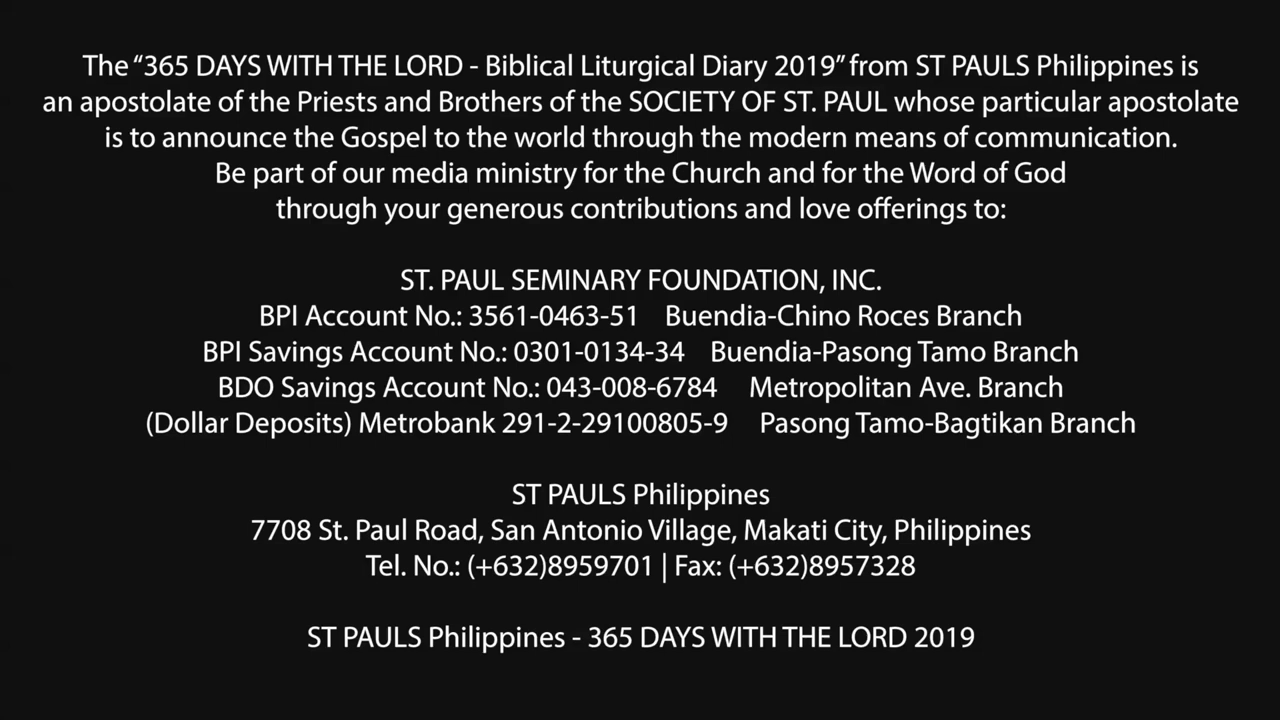 The “365 DAYS WITH THE LORD - Biblical Liturgical Diary 2019” from ST PAULS Philippines is
an apostolate of the Priests and Brothers of the SOCIETY OF ST. PAUL whose particular apostolate
is to announce the Gospel to the world through the modern means of communication.
Be part of our media ministry for the Church and for the Word of God
through your generous contributions and love offerings to:
ST. PAUL SEMINARY FOUNDATION, INC.
BPI Account No.: 3561-0463-51 Buendia-Chino Roces Branch
BPI Savings Account No.: 0301-0134-34 Buendia-Pasong Tamo Branch
BDO Savings Account No.: 043-008-6784 Metropolitan Ave. Branch
(Dollar Deposits) Metrobank 291-2-29100805-9 Pasong Tamo-Bagtikan Branch
ST PAULS Philippines
7708 St. Paul Road, San Antonio Village, Makati City, Philippines
Tel. No.: (+632)8959701 | Fax: (+632)8957328
ST PAULS Philippines - 365 DAYS WITH THE LORD 2019